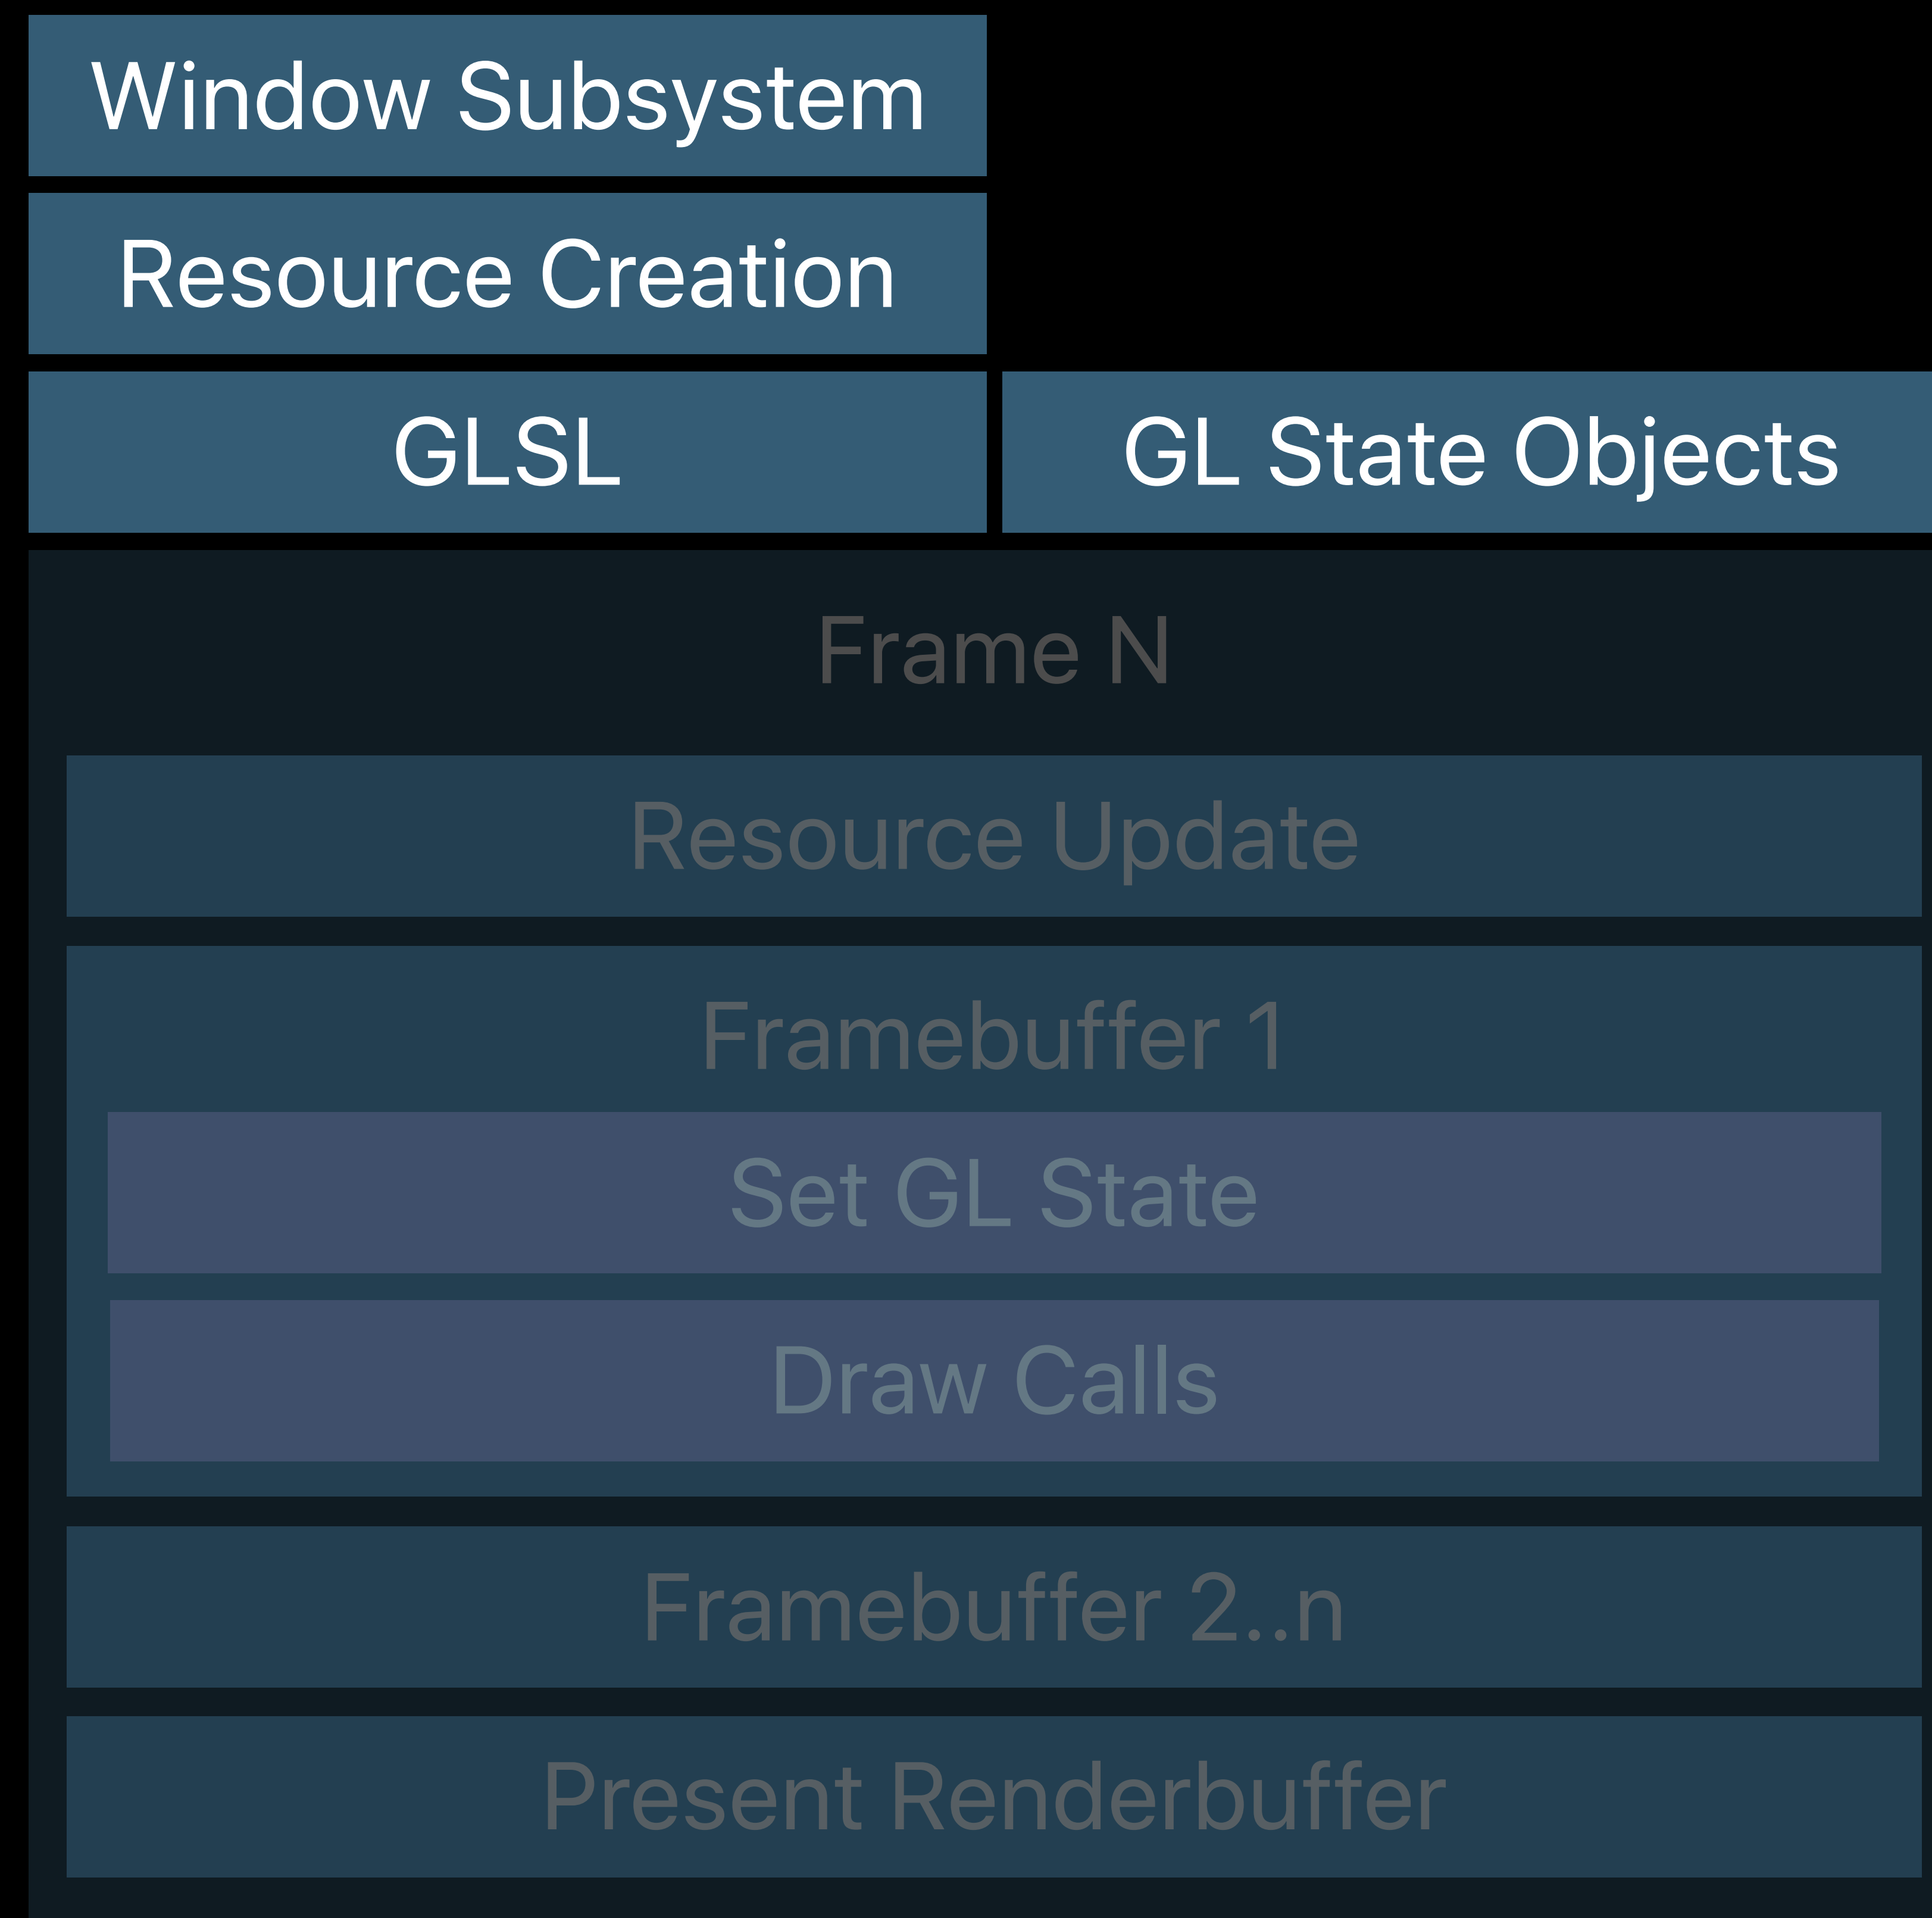 Window Subsystem
Resource Creation
GLSL
GL State Objects
Frame N
Resource Update
Framebuffer 1
Set GL State
Draw Calls
Framebuffer 2..n
Present Renderbuffer